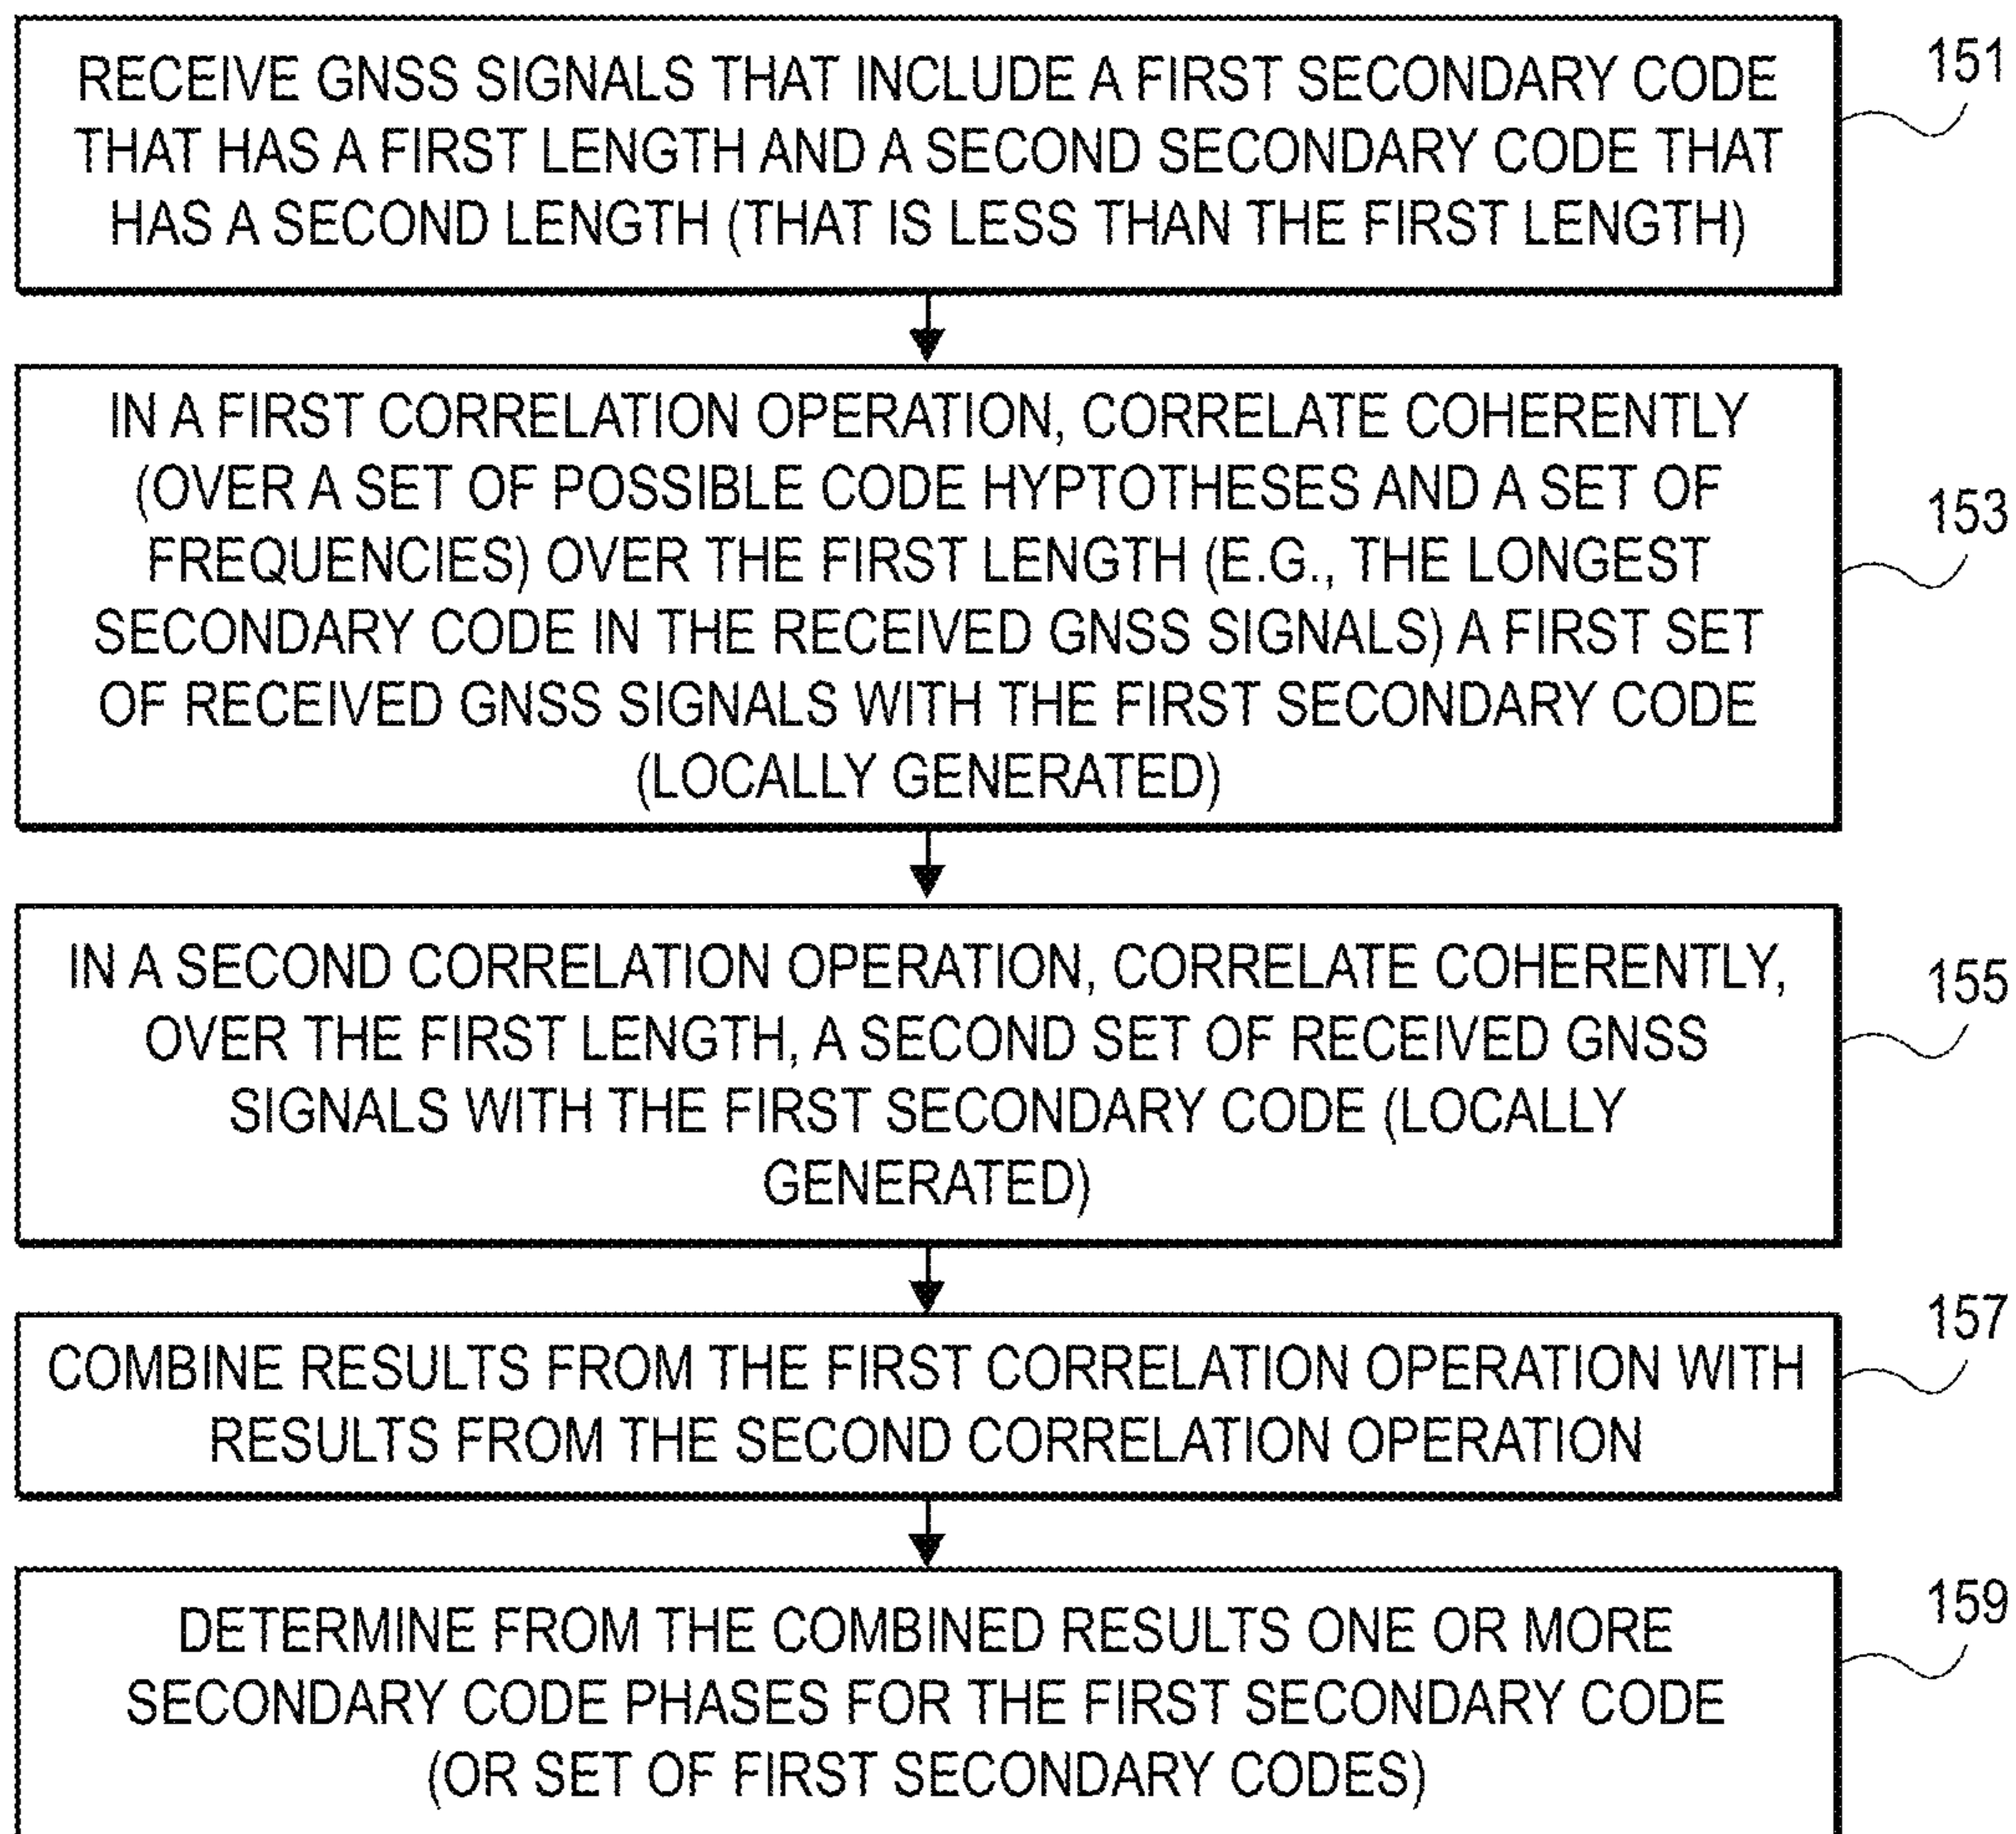 RECEIVE GNSS SIGNALS THAT INCLUDE A FIRST SECONDARY CODE
THAT HAS A FIRST LENGTH AND A SECOND SECONDARY CODE THAT
HAS A SECOND LENGTH (THAT IS LESS THAN THE FIRST LENGTH)
151
IN A FIRST CORRELATION OPERATION, CORRELATE COHERENTLY
(OVER A SET OF POSSIBLE CODE HYPTOTHESES AND A SET OF
FREQUENCIES) OVER THE FIRST LENGTH (E.G., THE LONGEST
SECONDARY CODE IN THE RECEIVED GNSS SIGNALS) A FIRST SET
OF RECEIVED GNSS SIGNALS WITH THE FIRST SECONDARY CODE
(LOCALLY GENERATED)
153
IN A SECOND CORRELATION OPERATION, CORRELATE COHERENTLY,
OVER THE FIRST LENGTH, A SECOND SET OF RECEIVED GNSS
SIGNALS WITH THE FIRST SECONDARY CODE (LOCALLY
GENERATED)
155
COMBINE RESULTS FROM THE FIRST CORRELATION OPERATION WITH
RESULTS FROM THE SECOND CORRELATION OPERATION
157
DETERMINE FROM THE COMBINED RESULTS ONE OR MORE
SECONDARY CODE PHASES FOR THE FIRST SECONDARY CODE
(OR SET OF FIRST SECONDARY CODES)
159